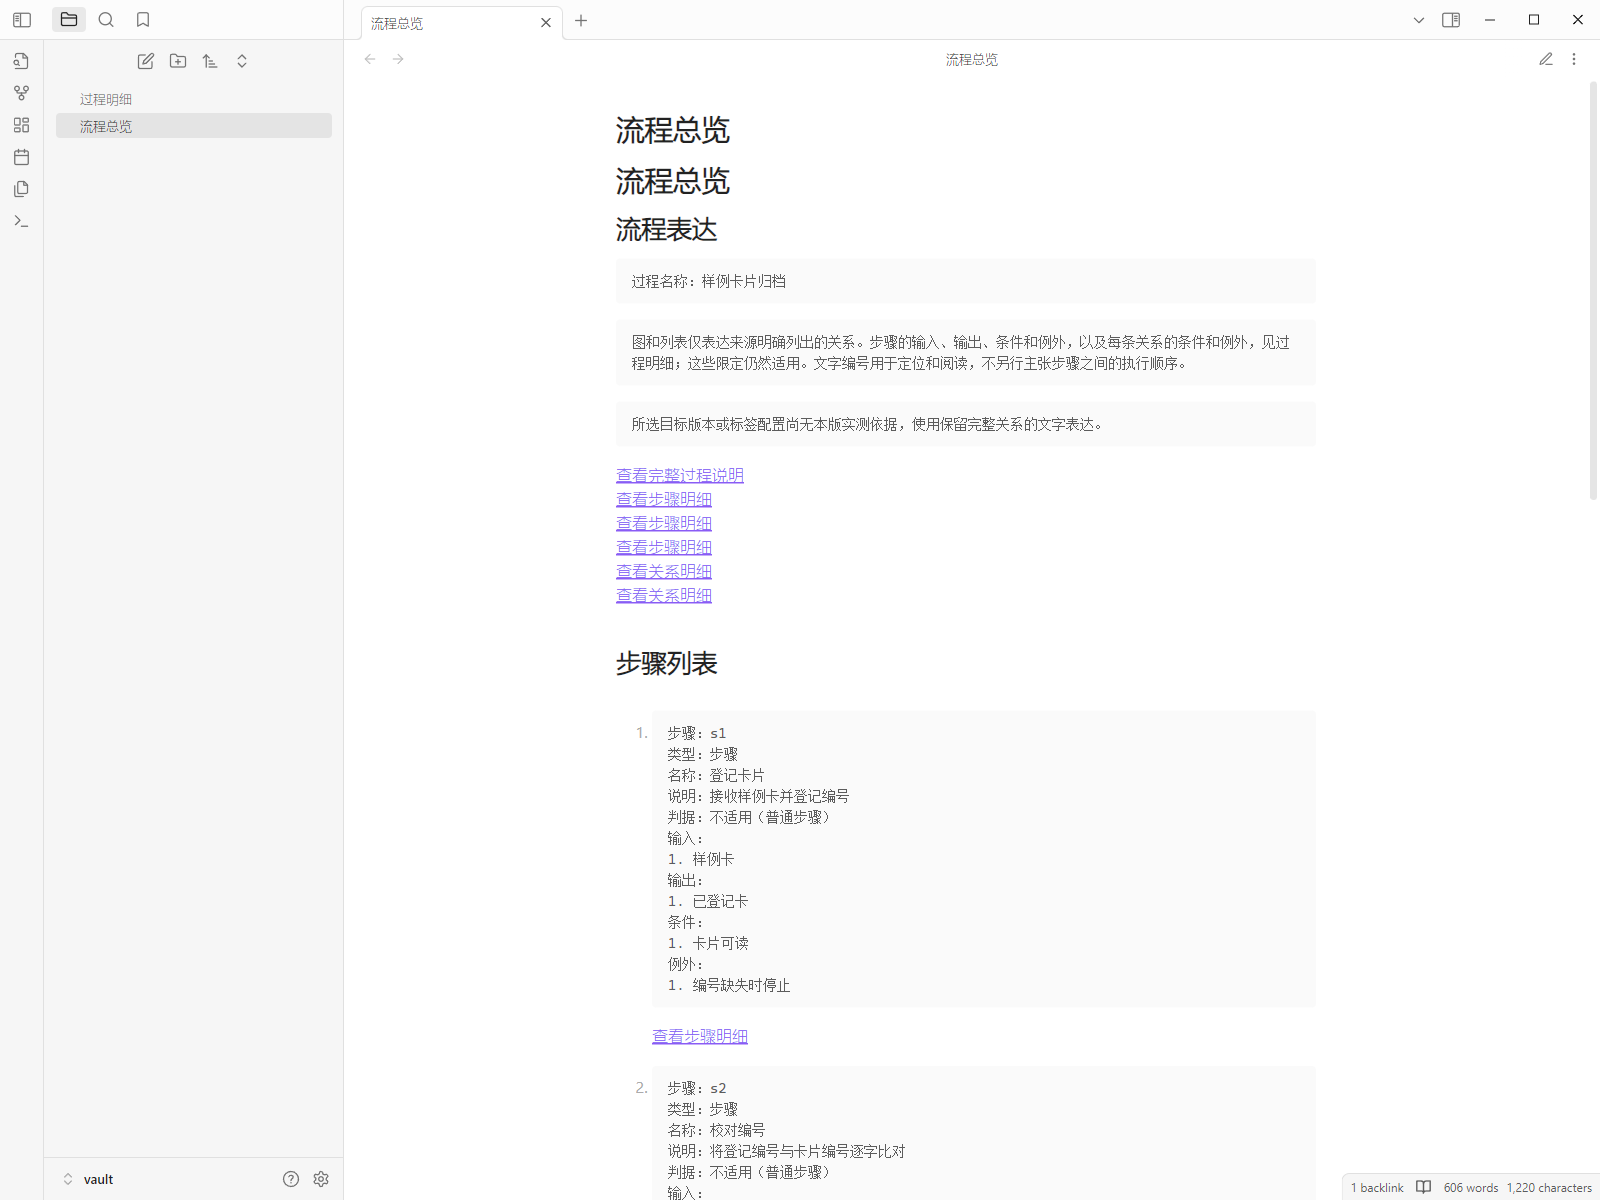 流程总览
过程明细
流程总览
流程总览
流程总览
流程总览
流程表达
过程名称：样例卡片归档
图和列表仅表达来源明确列出的关系。步骤的输入、输出、条件和例外，以及每条关系的条件和例外，见过
程明细；这些限定仍然适用。文字编号用于定位和阅读，不另行主张步骤之间的执行顺序。
所选目标版本或标签配置尚无本版实测依据，使用保留完整关系的文字表达。
查看完整过程说明
查看步骤明细
查看步骤明细
查看步骤明细
查看关系明细
查看关系明细
步骤列表
1. 步骤：s1
类型：步骤
名称：登记卡片
说明：接收样例卡并登记编号
判据：不适用（普通步骤）
输入：
1. 样例卡
输出：
1. 已登记卡
条件：
1. 卡片可读
例外：
1. 编号缺失时停止
查看步骤明细
2. 步骤：s2
类型：步骤
名称：校对编号
说明：将登记编号与卡片编号逐字比对
判据：不适用（普通步骤）
输入：
vault
1 backlink 606 words 1,220 characters